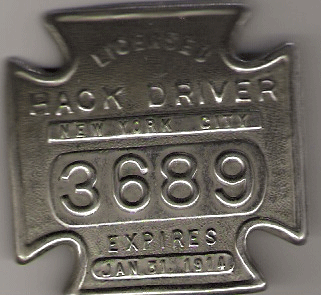 LICENSED
HACK DRIVER
NEW YORK CITY
3689
EXPIRES
JAN 31. 1914